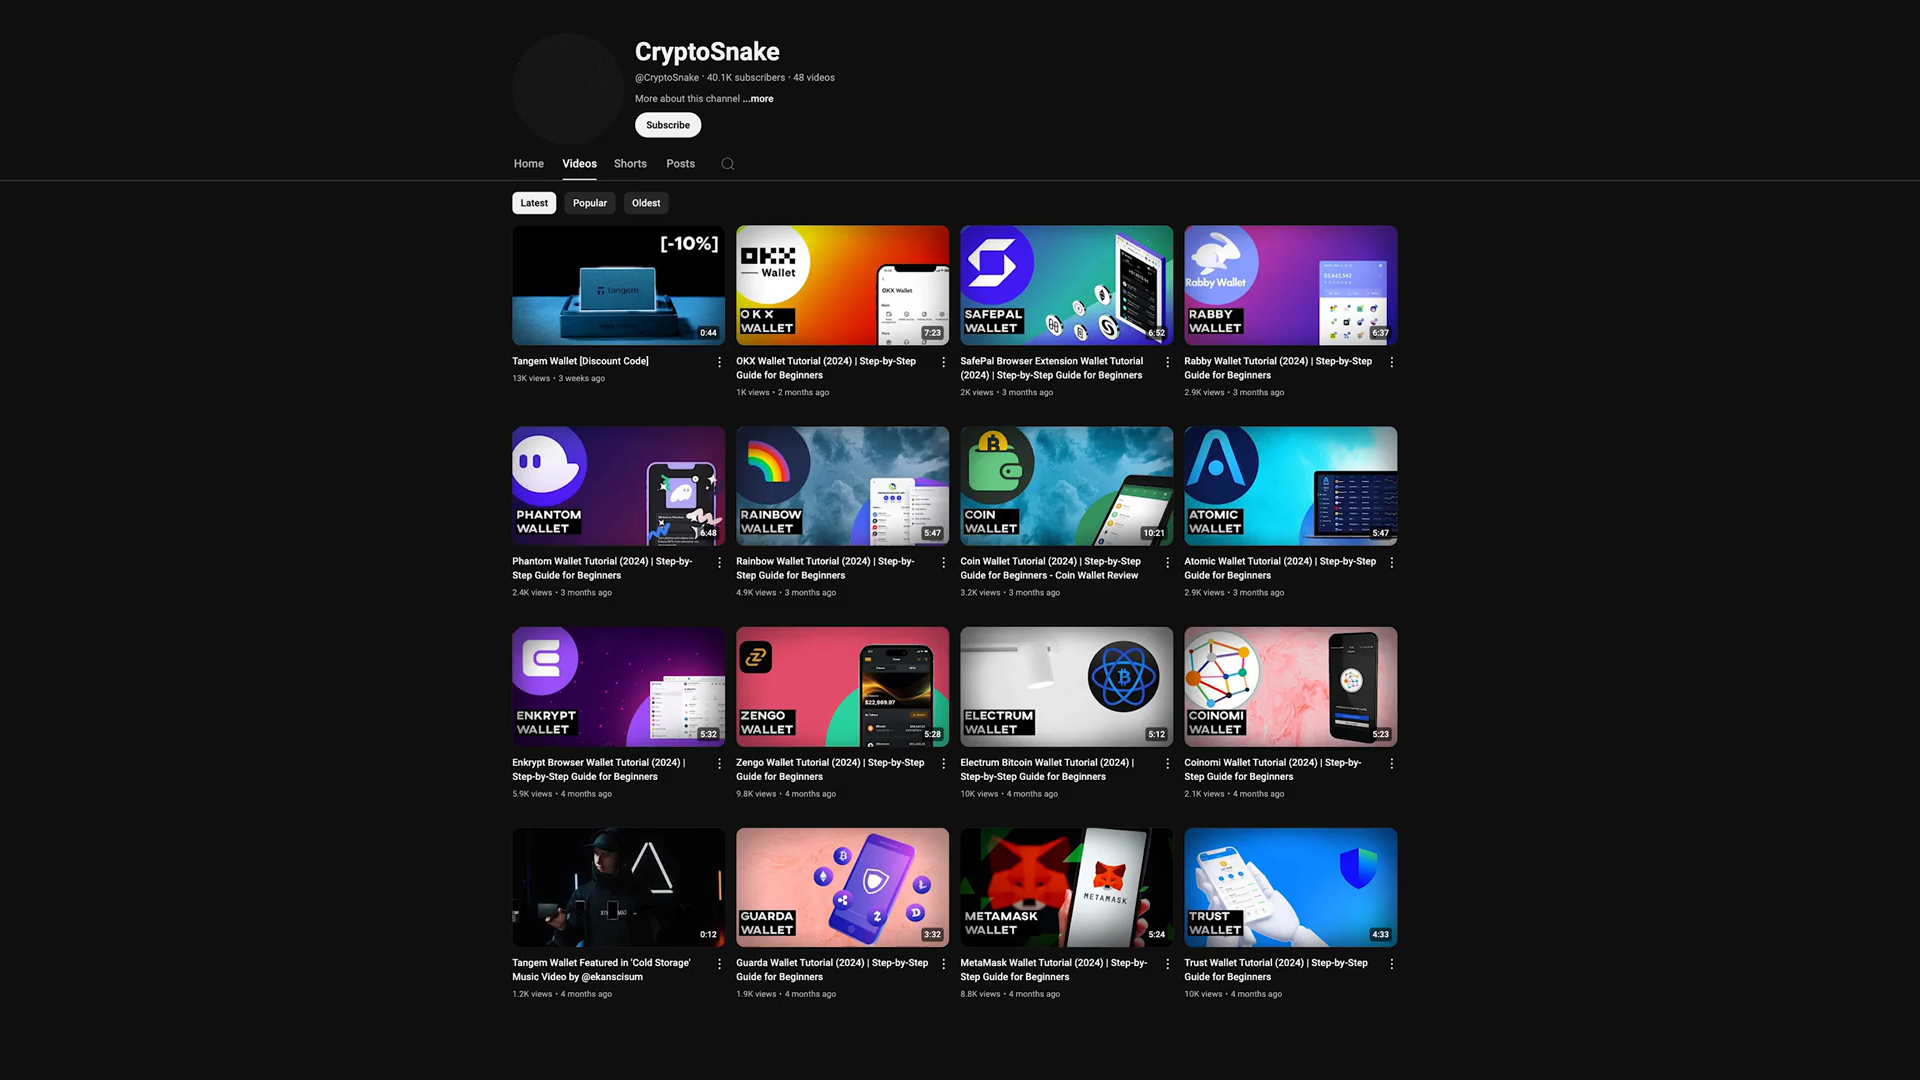 CryptoSnake
@CryptoSnake · 40.1K subscribers · 48 videos
More about this channel ...more
Subscribe
Home Videos Shorts Posts
Latest Popular Oldest
[-10%]
tangem
0:44
OKX
Wallet
OKX
WALLET
OKX Wallet
7:23
SAFEPAL
WALLET
6:52
Rabby Wallet
RABBY
WALLET
6:37
Tangem Wallet [Discount Code]
13K views • 3 weeks ago
OKX Wallet Tutorial (2024) | Step-by-Step
Guide for Beginners
1K views • 2 months ago
SafePal Browser Extension Wallet Tutorial
(2024) | Step-by-Step Guide for Beginners
2K views • 3 months ago
Rabby Wallet Tutorial (2024) | Step-by-Step
Guide for Beginners
2.9K views • 3 months ago
PHANTOM
WALLET
6:48
RAINBOW
WALLET
5:47
COIN
WALLET
10:21
ATOMIC
WALLET
5:47
Phantom Wallet Tutorial (2024) | Step-by-
Step Guide for Beginners
2.4K views • 3 months ago
Rainbow Wallet Tutorial (2024) | Step-by-
Step Guide for Beginners
4.9K views • 3 months ago
Coin Wallet Tutorial (2024) | Step-by-Step
Guide for Beginners - Coin Wallet Review
3.2K views • 3 months ago
Atomic Wallet Tutorial (2024) | Step-by-Step
Guide for Beginners
2.9K views • 3 months ago
ENKRYPT
WALLET
5:32
ZENGO
WALLET
$22,969.97
5:28
ELECTRUM
WALLET
5:12
COINOMI
WALLET
5:23
Enkrypt Browser Wallet Tutorial (2024) |
Step-by-Step Guide for Beginners
5.9K views • 4 months ago
Zengo Wallet Tutorial (2024) | Step-by-Step
Guide for Beginners
9.8K views • 4 months ago
Electrum Bitcoin Wallet Tutorial (2024) |
Step-by-Step Guide for Beginners
10K views • 4 months ago
Coinomi Wallet Tutorial (2024) | Step-by-
Step Guide for Beginners
2.1K views • 4 months ago
0:12
GUARDA
WALLET
3:32
METAMASK
WALLET
METAMASK
5:24
TRUST
WALLET
4:33
Tangem Wallet Featured in 'Cold Storage'
Music Video by @ekanscisum
1.2K views • 4 months ago
Guarda Wallet Tutorial (2024) | Step-by-Step
Guide for Beginners
1.9K views • 4 months ago
MetaMask Wallet Tutorial (2024) | Step-by-
Step Guide for Beginners
8.8K views • 4 months ago
Trust Wallet Tutorial (2024) | Step-by-Step
Guide for Beginners
10K views • 4 months ago